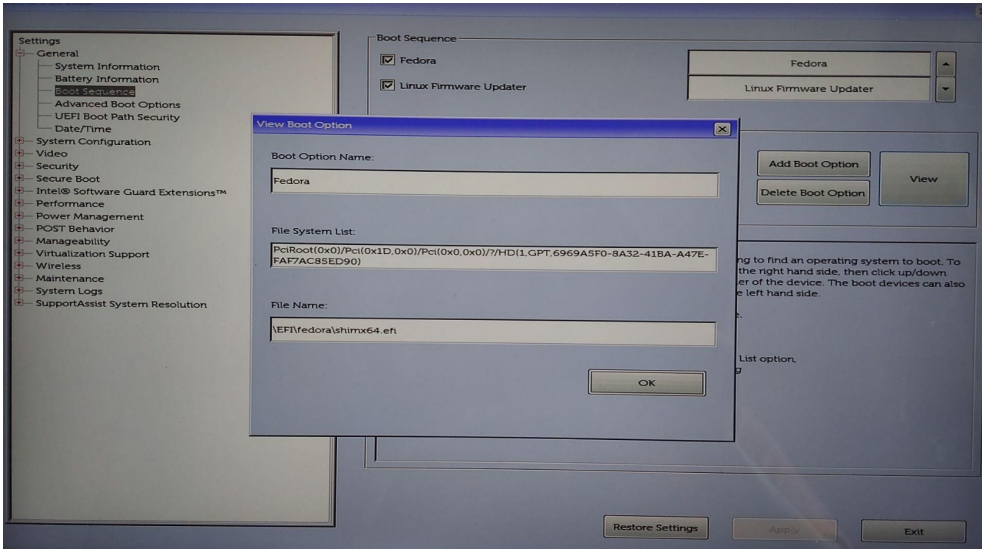 Settings
General
System Information
Battery Information
Boot Sequence
Advanced Boot Options
UEFI Boot Path Security
Date/Time
System Configuration
Video
Security
Secure Boot
Intel® Software Guard Extensions™
Performance
Power Management
POST Behavior
Manageability
Virtualization Support
Wireless
Maintenance
System Logs
SupportAssist System Resolution
Boot Sequence
Fedora
Fedora
Linux Firmware Updater
Linux Firmware Updater
Add Boot Option
Delete Boot Option
View
View Boot Option
Boot Option Name:
Fedora
File System List:
PciRoot(0x0)/Pci(0x1D,0x0)/Pci(0x0,0x0)/?/HD(1,GPT,6969A5F0-8A32-41BA-A47E-
FAF7AC85ED90)
File Name:
\EFI\fedora\shimx64.efi
OK
to find an operating system to boot. To
the right hand side, then click up/down
of the device. The boot devices can also
left hand side.
List option,
Restore Settings
Apply
Exit